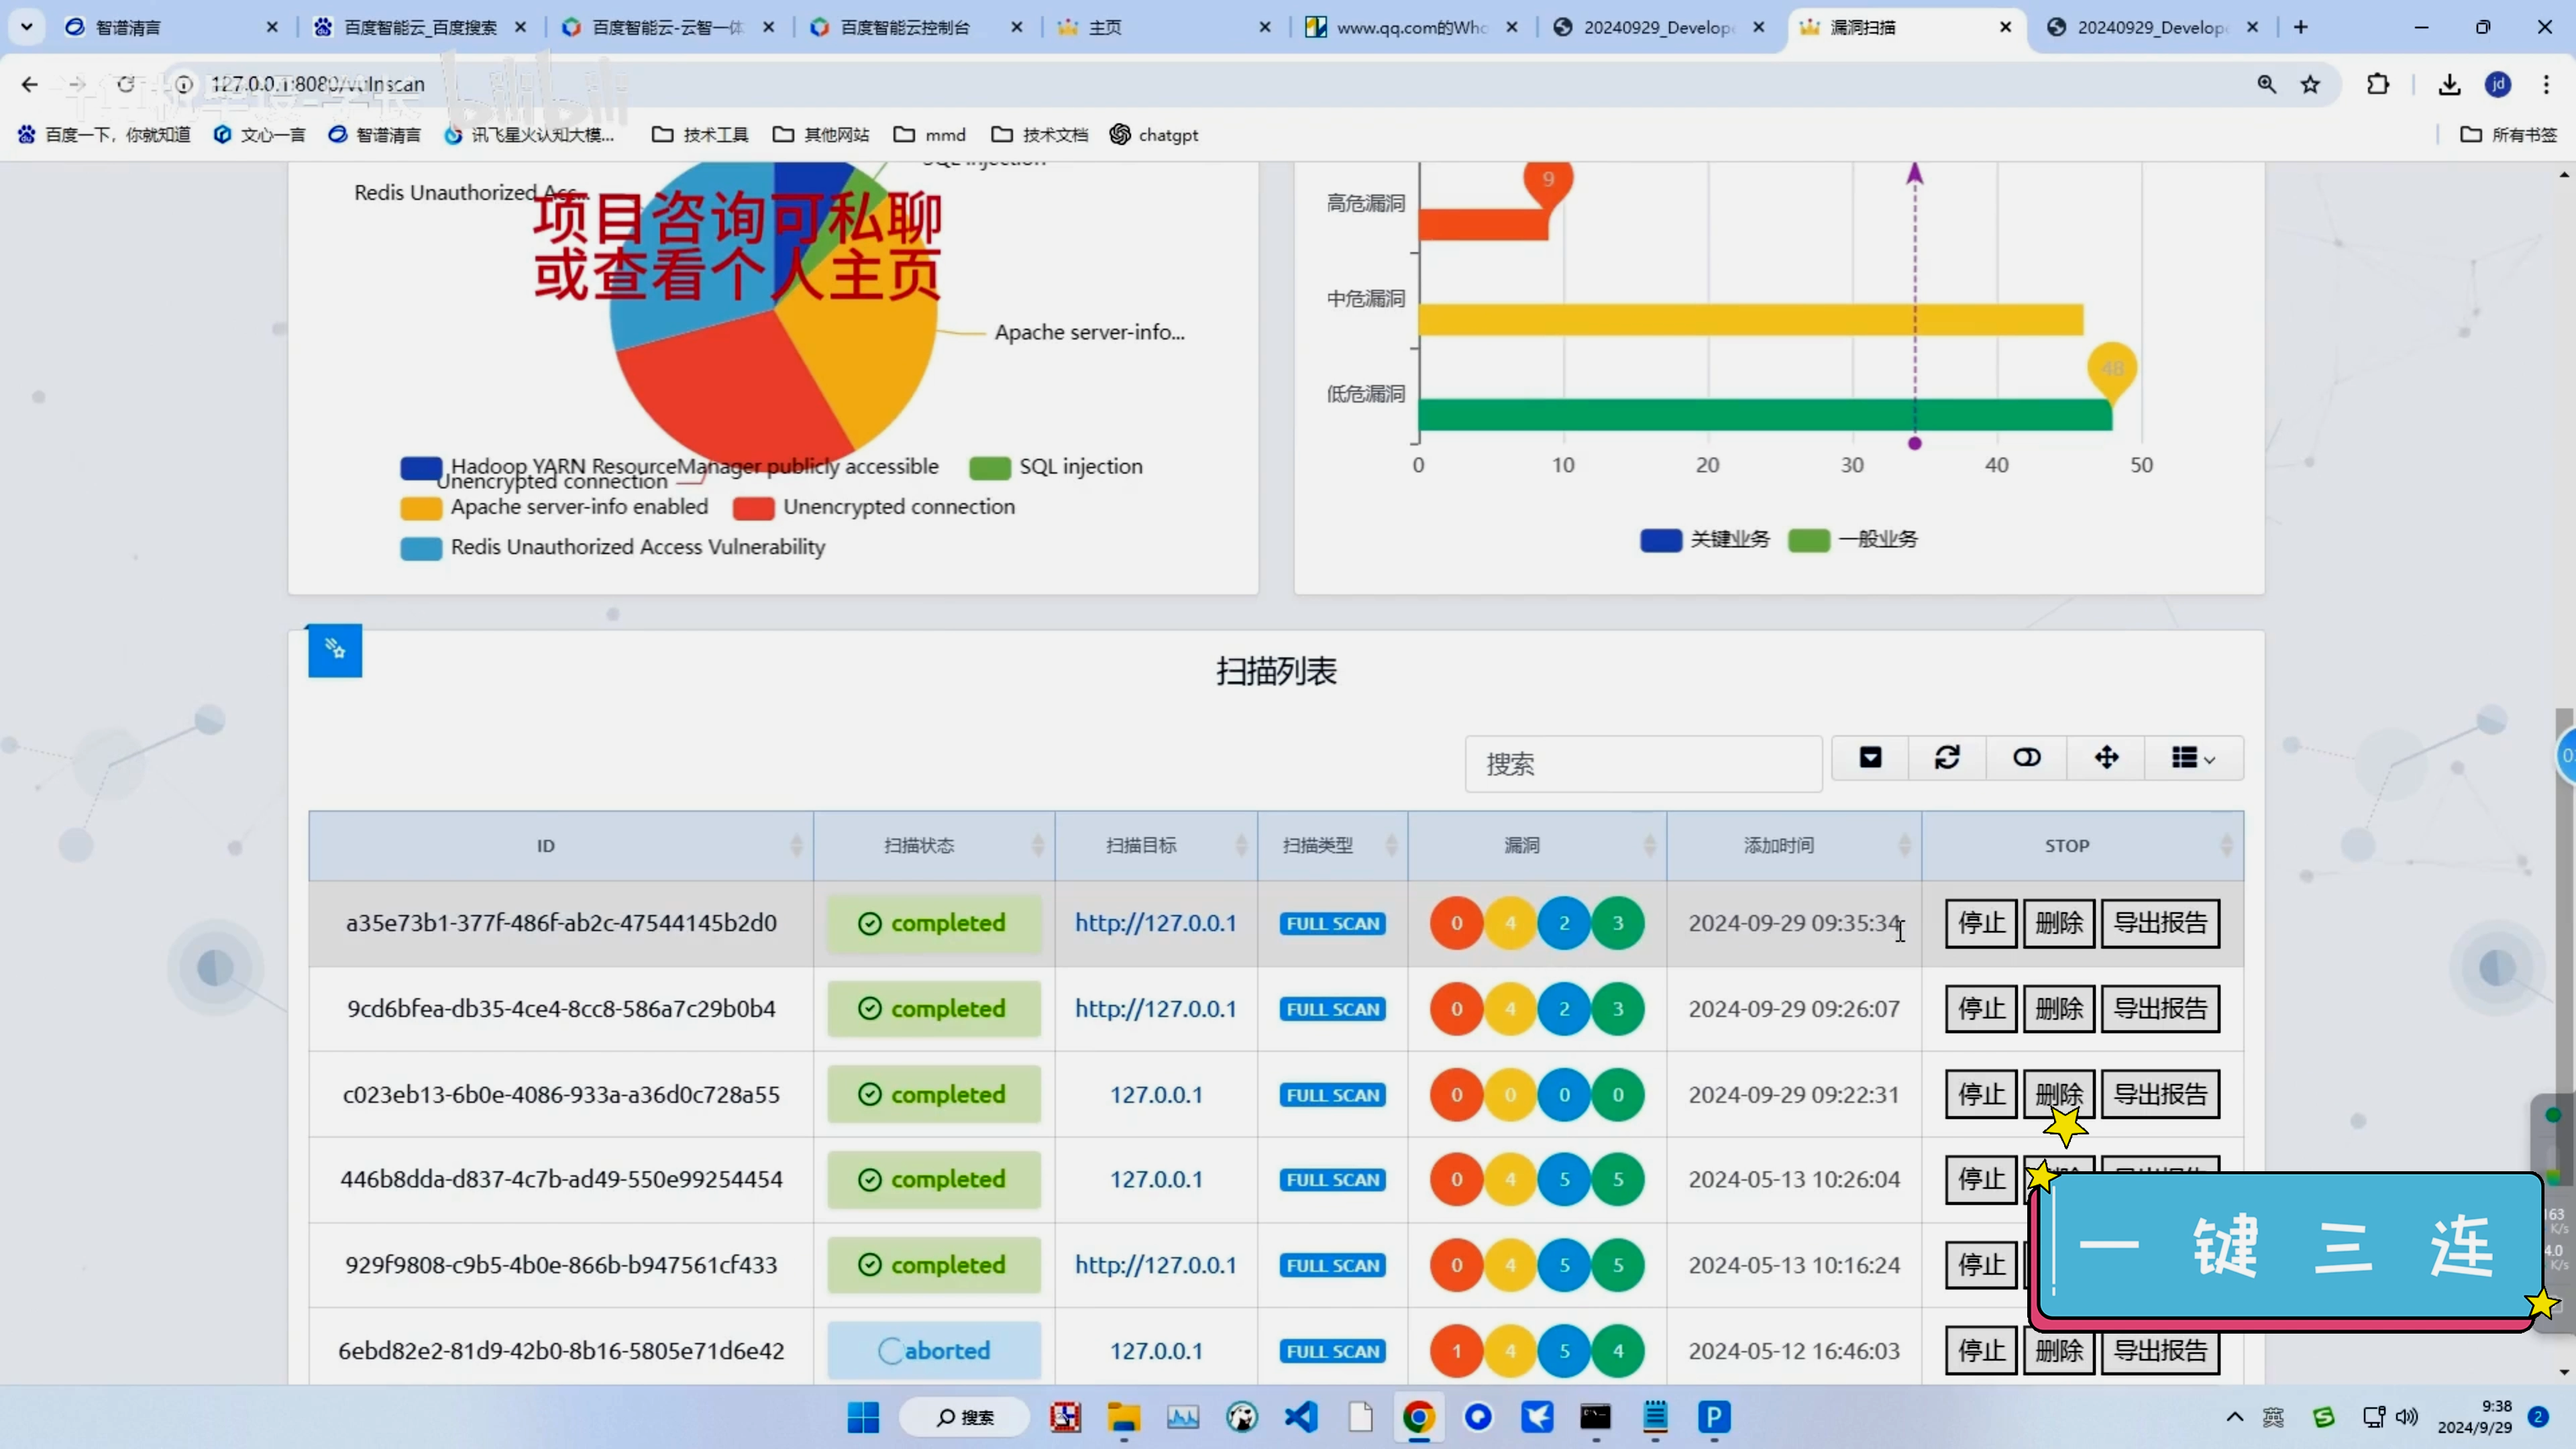 智谱清言
百度智能云_百度搜索
百度智能云-云智一体
百度智能云控制台
主页
www.qq.com的Who
20240929_Develop
漏洞扫描
20240929_Develop
127.0.0.1:8080/vulnscan
jd
bilibili
百度一下，你就知道
文心一言
智谱清言
讯飞星火认知大模...
技术工具
其他网站
mmd
技术文档
chatgpt
所有书签
SQL injection
Redis Unauthorized Acc...
项目咨询可私聊
或查看个人主页
Apache server-info...
Unencrypted connection
Hadoop YARN ResourceManager publicly accessible
SQL injection
Apache server-info enabled
Unencrypted connection
Redis Unauthorized Access Vulnerability
9
高危漏洞
中危漏洞
48
低危漏洞
0 10 20 30 40 50
关键业务 一般业务
扫描列表
搜索
ID 扫描状态 扫描目标 扫描类型 漏洞 添加时间 STOP
a35e73b1-377f-486f-ab2c-47544145b2d0 completed http://127.0.0.1 FULL SCAN 0 4 2 3 2024-09-29 09:35:34 停止 删除 导出报告
9cd6bfea-db35-4ce4-8cc8-586a7c29b0b4 completed http://127.0.0.1 FULL SCAN 0 4 2 3 2024-09-29 09:26:07 停止 删除 导出报告
c023eb13-6b0e-4086-933a-a36d0c728a55 completed 127.0.0.1 FULL SCAN 0 0 0 0 2024-09-29 09:22:31 停止 删除 导出报告
446b8dda-d837-4c7b-ad49-550e99254454 completed 127.0.0.1 FULL SCAN 0 4 5 5 2024-05-13 10:26:04 停止
929f9808-c9b5-4b0e-866b-b947561cf433 completed http://127.0.0.1 FULL SCAN 0 4 5 5 2024-05-13 10:16:24 停止
6ebd82e2-81d9-42b0-8b16-5805e71d6e42 aborted 127.0.0.1 FULL SCAN 1 4 5 4 2024-05-12 16:46:03 停止 删除 导出报告
一键三连
163
K/s
4.0
K/s
搜索
英
9:38
2024/9/29
2